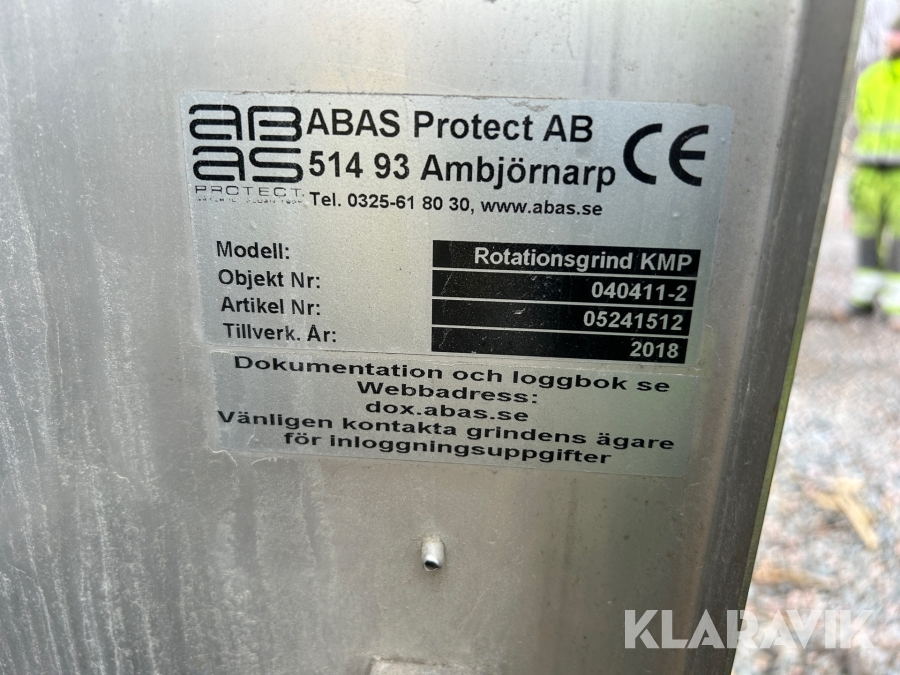 ABAS
PROTECT
ABAS Protect AB
514 93 Ambjörnarp
Tel. 0325-61 80 30, www.abas.se
CE
Modell: Rotationsgrind KMP
Objekt Nr: 040411-2
Artikel Nr: 05241512
Tillverk. År: 2018
Dokumentation och loggbok se
Webbadress:
dox.abas.se
Vänligen kontakta grindens ägare
för inloggningsuppgifter
KLARAVIK